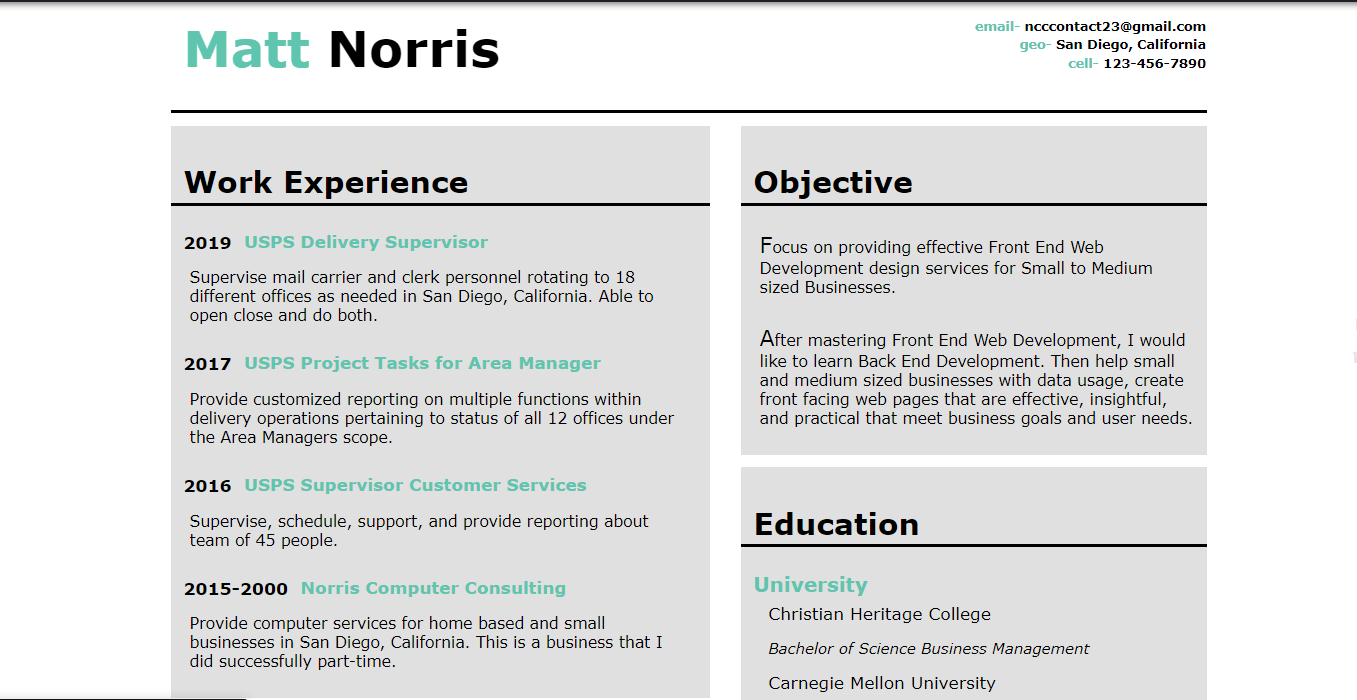 Matt Norris
email- ncccontact23@gmail.com
geo- San Diego, California
cell- 123-456-7890
Work Experience
2019 USPS Delivery Supervisor
Supervise mail carrier and clerk personnel rotating to 18
different offices as needed in San Diego, California. Able to
open close and do both.
2017 USPS Project Tasks for Area Manager
Provide customized reporting on multiple functions within
delivery operations pertaining to status of all 12 offices under
the Area Managers scope.
2016 USPS Supervisor Customer Services
Supervise, schedule, support, and provide reporting about
team of 45 people.
2015-2000 Norris Computer Consulting
Provide computer services for home based and small
businesses in San Diego, California. This is a business that I
did successfully part-time.
Objective
Focus on providing effective Front End Web
Development design services for Small to Medium
sized Businesses.
After mastering Front End Web Development, I would
like to learn Back End Development. Then help small
and medium sized businesses with data usage, create
front facing web pages that are effective, insightful,
and practical that meet business goals and user needs.
Education
University
Christian Heritage College
Bachelor of Science Business Management
Carnegie Mellon University